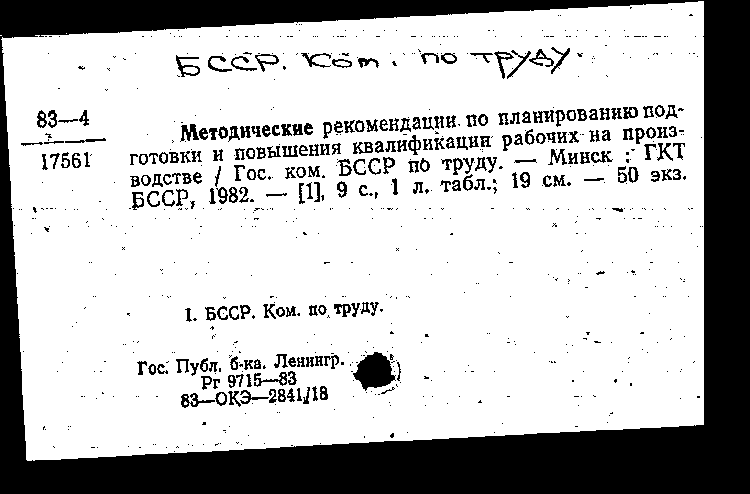 БССР. Ком. по труду.
83—4
17561
Методические рекомендации по планированию под-
готовки и повышения квалификации рабочих на произ-
водстве / Гос. ком. БССР по труду. — Минск : ГКТ
БССР, 1982. — [1], 9 с., 1 л. табл.; 19 см. — 50 экз.
I. БССР. Ком. по труду.
Гос. Публ. б-ка. Ленингр.
Рг 9715—83
83—ОКЭ—2841/18